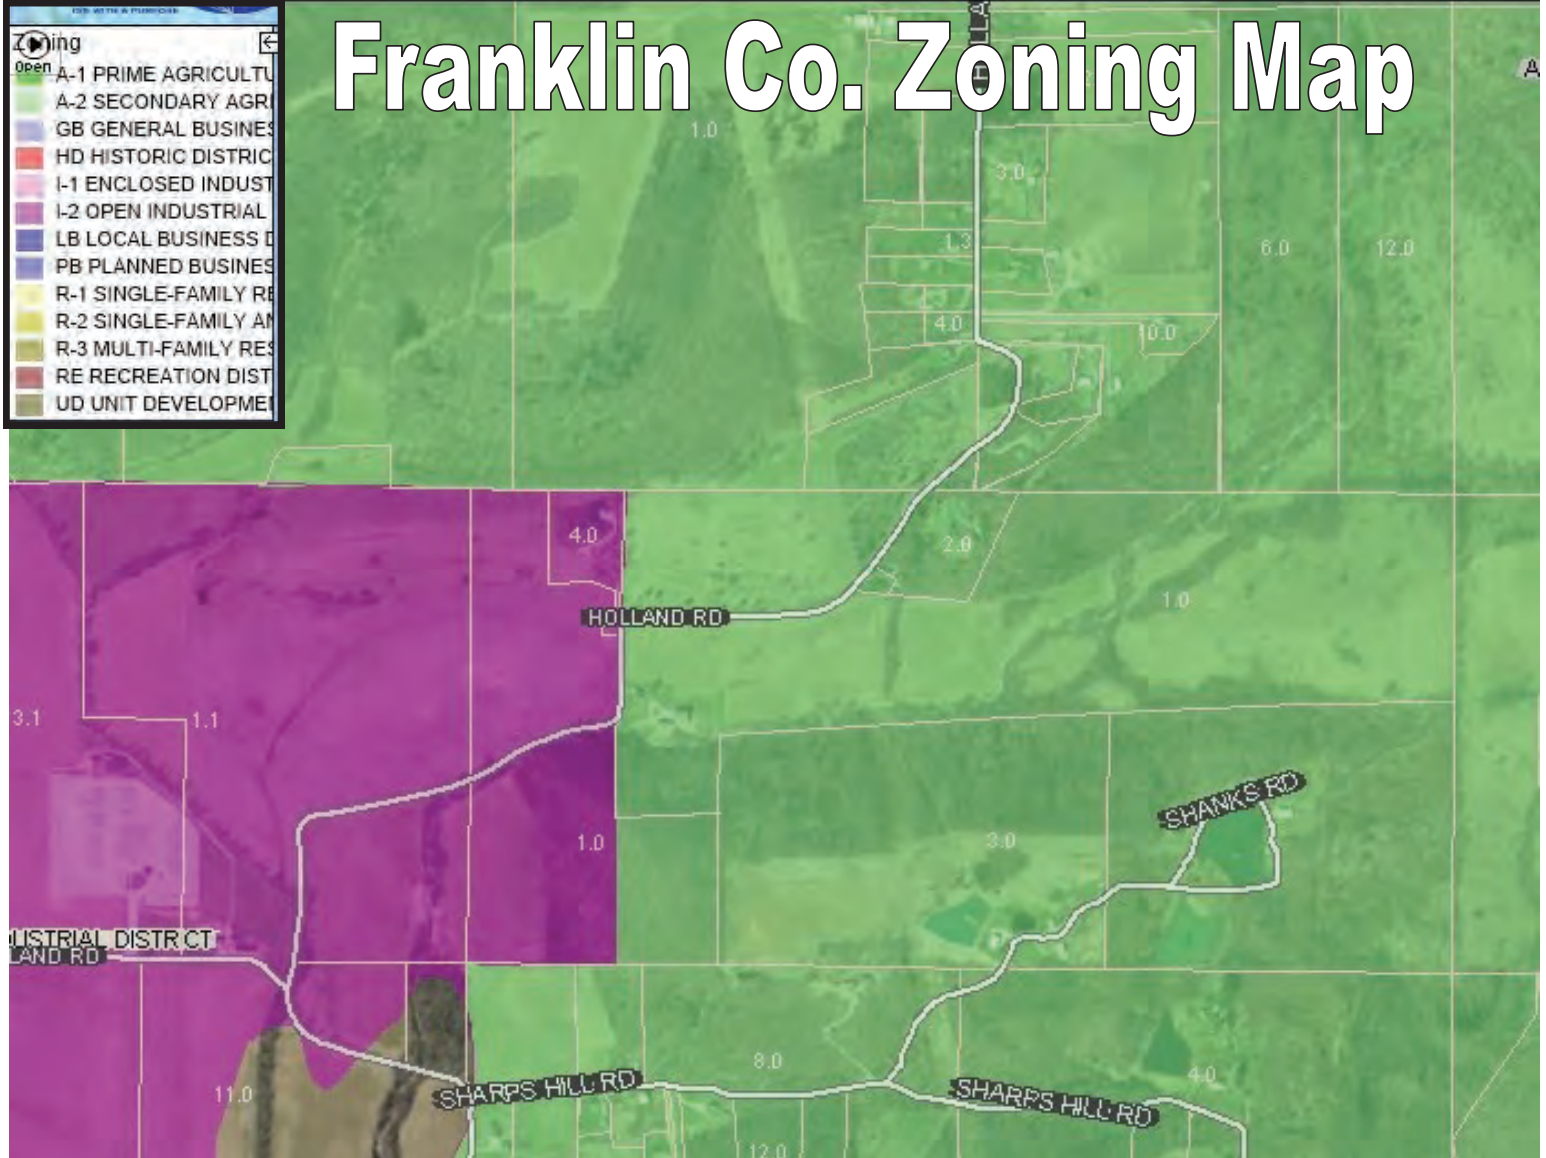 Franklin Co. Zoning Map
GIS WITH A PURPOSE
Zoning
Open
A-1 PRIME AGRICULTU
A-2 SECONDARY AGRI
GB GENERAL BUSINES
HD HISTORIC DISTRIC
I-1 ENCLOSED INDUST
I-2 OPEN INDUSTRIAL
LB LOCAL BUSINESS D
PB PLANNED BUSINES
R-1 SINGLE-FAMILY RE
R-2 SINGLE-FAMILY AN
R-3 MULTI-FAMILY RES
RE RECREATION DIST
UD UNIT DEVELOPMEN
A
1.0
3.0
1.3
6.0
12.0
4.0
10.0
4.0
2.0
1.0
HOLLAND RD
3.1
1.1
SHANKS RD
1.0
3.0
USTRIAL DISTRICT
LAND RD
8.0
4.0
11.0
SHARPS HILL RD
SHARPS HILL RD
12.0